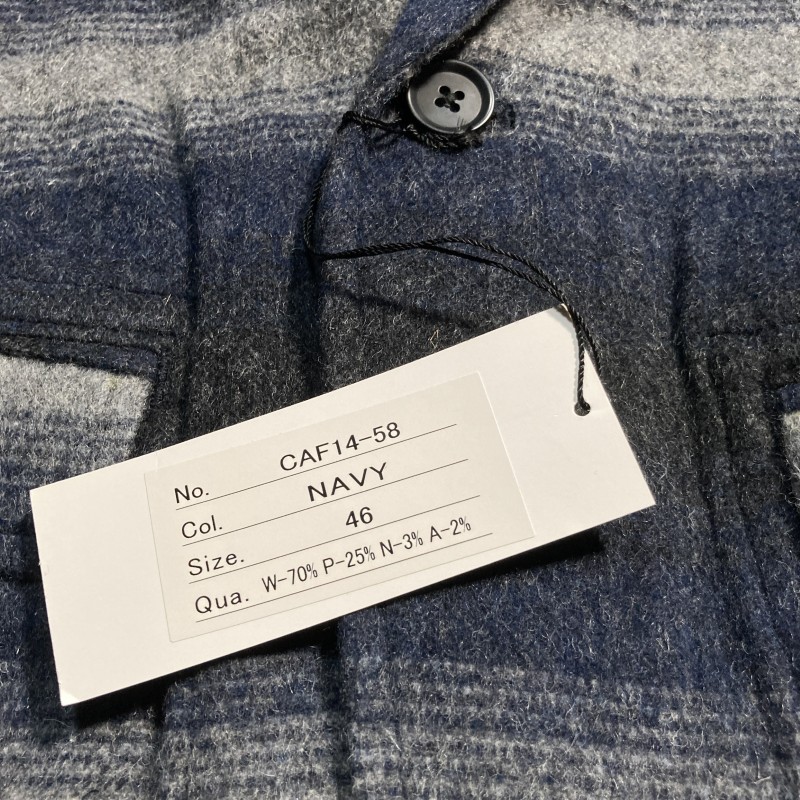 No. CAF14-58
Col. NAVY
Size. 46
Qua. W-70% P-25% N-3% A-2%